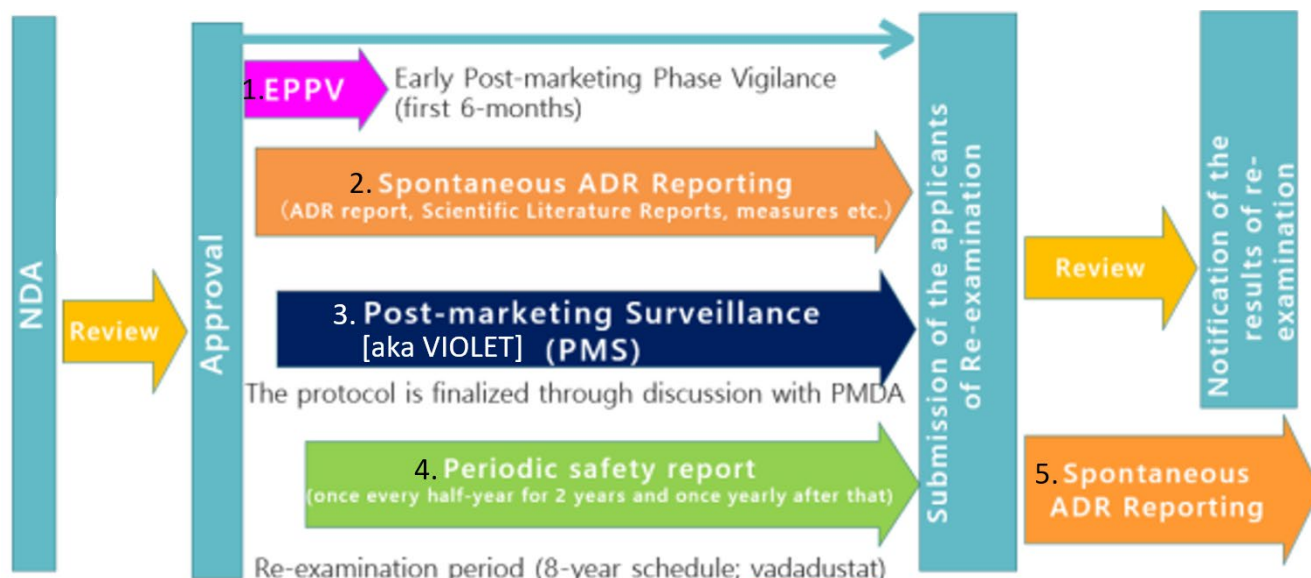 NDA
Review
Approval
1.EPPV
Early Post-marketing Phase Vigilance
(first 6-months)
2. Spontaneous ADR Reporting
(ADR report, Scientific Literature Reports, measures etc.)
3. Post-marketing Surveillance
[aka VIOLET] (PMS)
The protocol is finalized through discussion with PMDA
4. Periodic safety report
(once every half-year for 2 years and once yearly after that)
Re-examination period (8-year schedule; vadadustat)
Submission of the applicants
of Re-examination
Review
Notification of the
results of re-
examination
5. Spontaneous
ADR Reporting